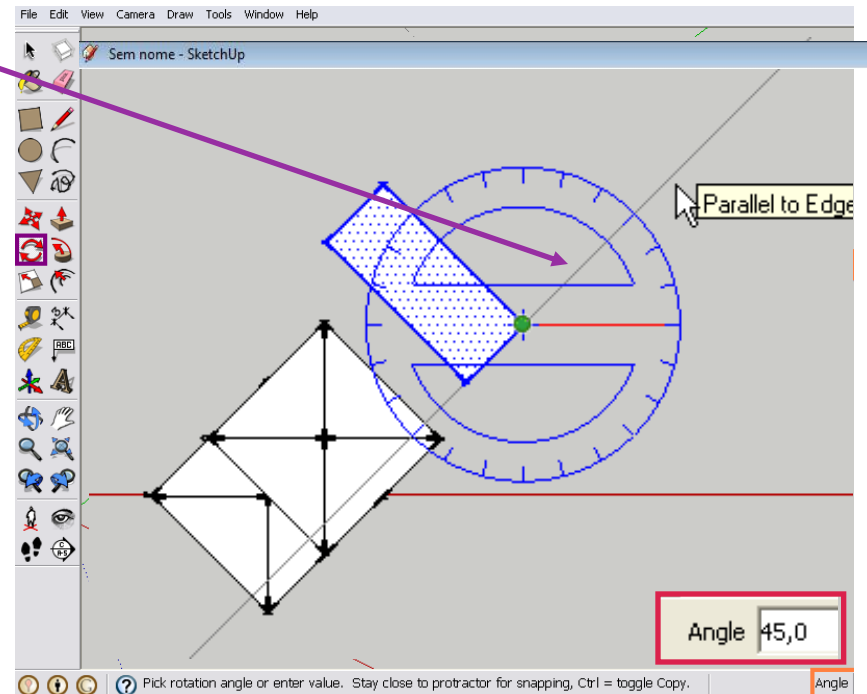 File Edit View Camera Draw Tools Window Help
Sem nome - SketchUp
Parallel to Edge
ABC
Angle 45,0
Pick rotation angle or enter value. Stay close to protractor for snapping, Ctrl = toggle Copy.
Angle